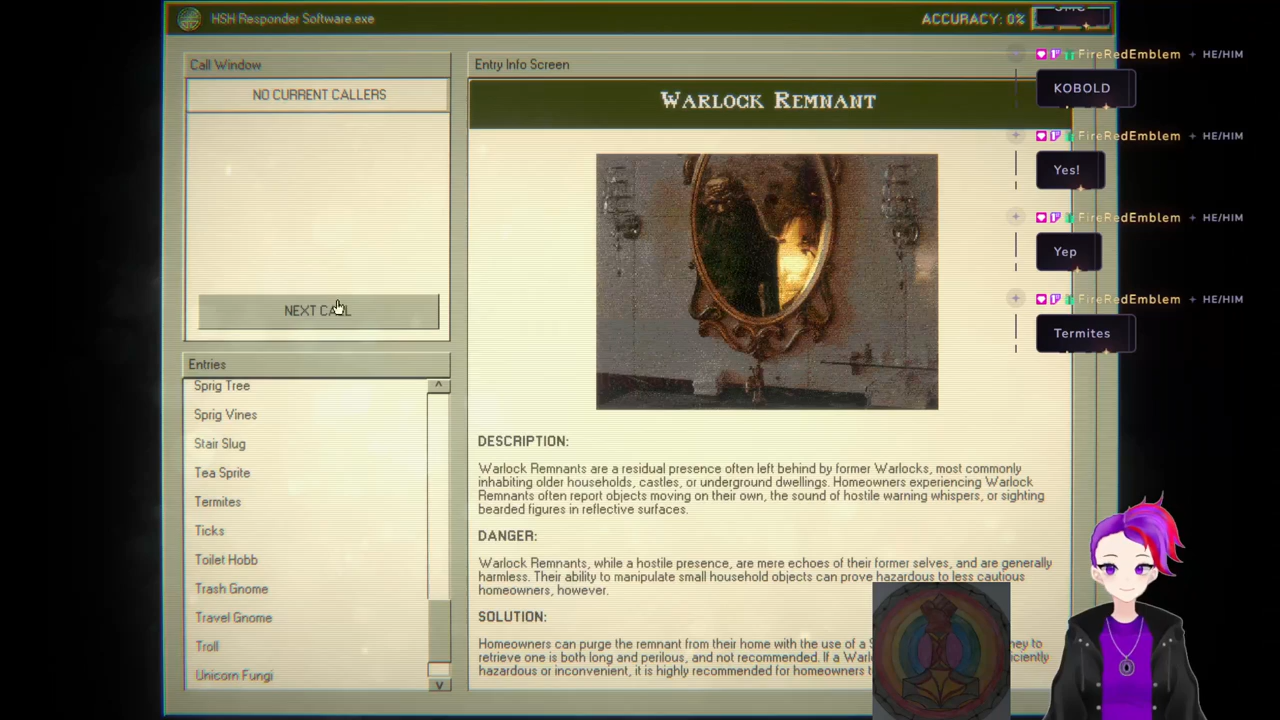 HSH Responder Software.exe
ACCURACY: 0%
Call Window
NO CURRENT CALLERS
NEXT CALL
Entries
Sprig Tree
Sprig Vines
Stair Slug
Tea Sprite
Termites
Ticks
Toilet Hobb
Trash Gnome
Travel Gnome
Troll
Unicorn Fungi
Entry Info Screen
WARLOCK REMNANT
DESCRIPTION:
Warlock Remnants are a residual presence often left behind by former Warlocks, most commonly
inhabiting older households, castles, or underground dwellings. Homeowners experiencing Warlock
Remnants often report objects moving on their own, the sound of hostile warning whispers, or sighting
bearded figures in reflective surfaces.
DANGER:
Warlock Remnants, while a hostile presence, are mere echoes of their former selves, and are generally
harmless. Their ability to manipulate small household objects can prove hazardous to less cautious
homeowners, however.
SOLUTION:
Homeowners can purge the remnant from their home with the use of a
retrieve one is both long and perilous, and not recommended. If a
hazardous or inconvenient, it is highly recommended for homeowners
FireRedEmblem + HE/HIM
KOBOLD
FireRedEmblem + HE/HIM
Yes!
FireRedEmblem + HE/HIM
Yep
FireRedEmblem + HE/HIM
Termites